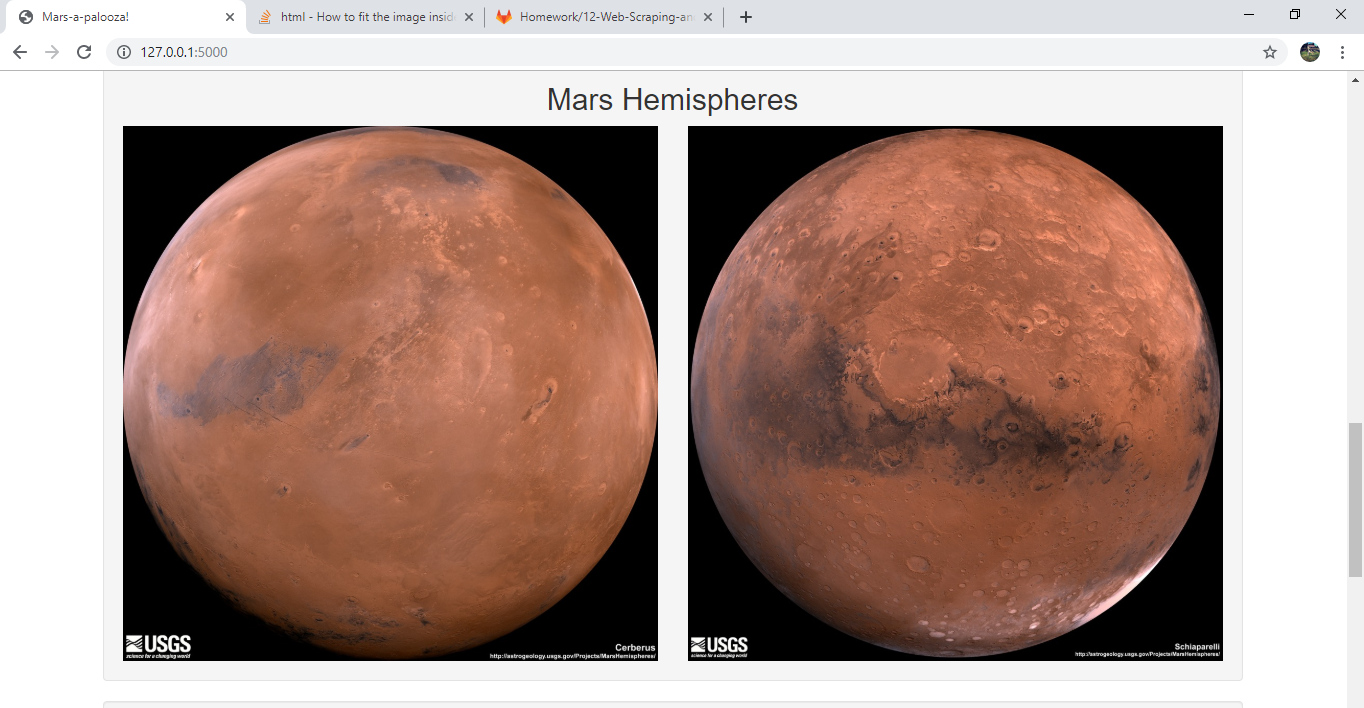 Mars-a-palooza!
html - How to fit the image insid
Homework/12-Web-Scraping-an
127.0.0.1:5000
Mars Hemispheres
USGS
science for a changing world
Cerberus
http://astrogeology.usgs.gov/Projects/MarsHemispheres/
USGS
science for a changing world
Schiaparelli
http://astrogeology.usgs.gov/Projects/MarsHemispheres/